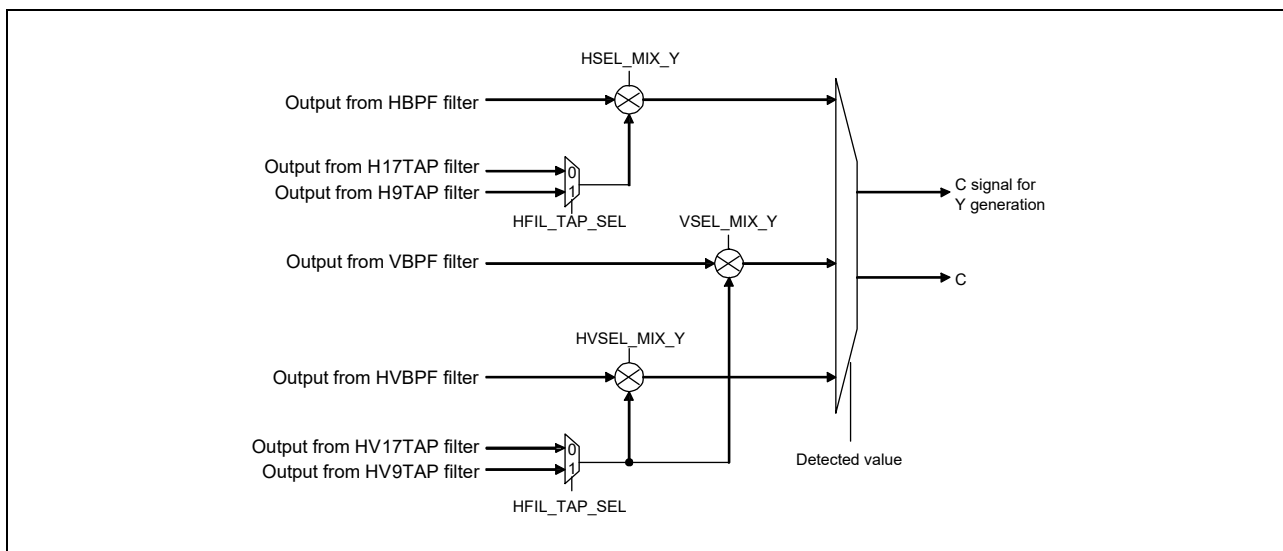 HSEL_MIX_Y
Output from HBPF filter
Output from H17TAP filter
0
Output from H9TAP filter
1
HFIL_TAP_SEL
C signal for
Y generation
VSEL_MIX_Y
Output from VBPF filter
C
HVSEL_MIX_Y
Output from HVBPF filter
Output from HV17TAP filter
0
Output from HV9TAP filter
1
HFIL_TAP_SEL
Detected value